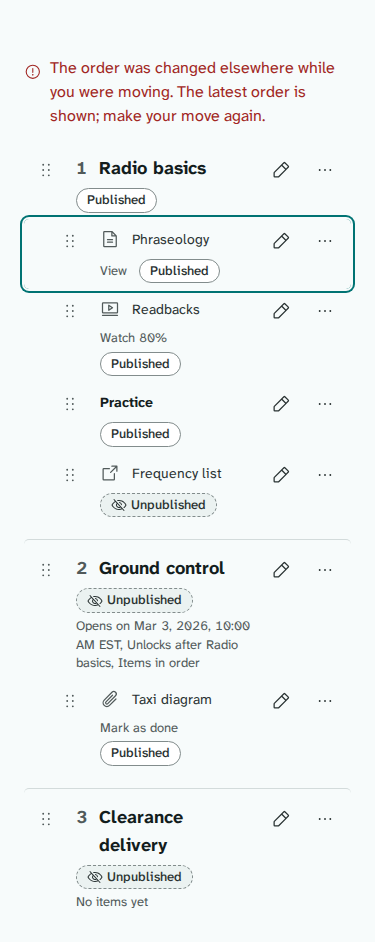 The order was changed elsewhere while
you were moving. The latest order is
shown; make your move again.
1 Radio basics
Published
Phraseology
View Published
Readbacks
Watch 80%
Published
Practice
Published
Frequency list
Unpublished
2 Ground control
Unpublished
Opens on Mar 3, 2026, 10:00
AM EST, Unlocks after Radio
basics, Items in order
Taxi diagram
Mark as done
Published
3 Clearance
delivery
Unpublished
No items yet